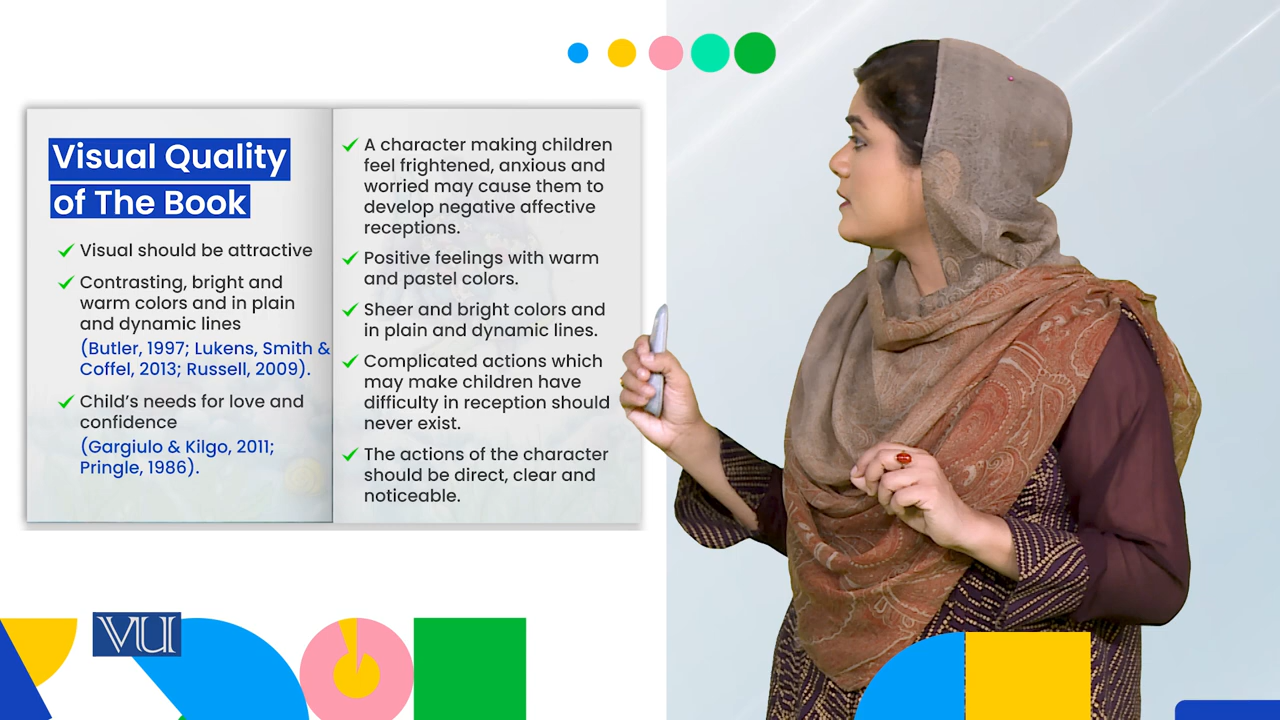 Visual Quality
of The Book
Visual should be attractive
Contrasting, bright and
warm colors and in plain
and dynamic lines
(Butler, 1997; Lukens, Smith &
Coffel, 2013; Russell, 2009).
Child's needs for love and
confidence
(Gargiulo & Kilgo, 2011;
Pringle, 1986).
A character making children
feel frightened, anxious and
worried may cause them to
develop negative affective
receptions.
Positive feelings with warm
and pastel colors.
Sheer and bright colors and
in plain and dynamic lines.
Complicated actions which
may make children have
difficulty in reception should
never exist.
The actions of the character
should be direct, clear and
noticeable.
VU